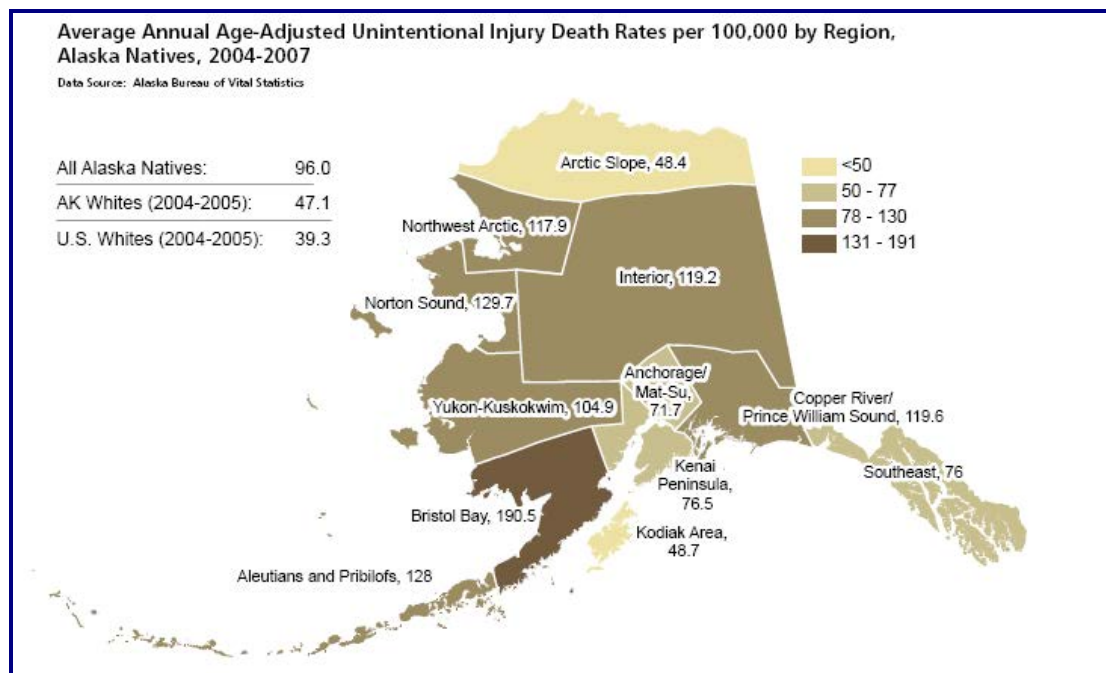 Average Annual Age-Adjusted Unintentional Injury Death Rates per 100,000 by Region,
Alaska Natives, 2004-2007
Data Source: Alaska Bureau of Vital Statistics
All Alaska Natives: 96.0
AK Whites (2004-2005): 47.1
U.S. Whites (2004-2005): 39.3
<50
50 - 77
78 - 130
131 - 191
Arctic Slope, 48.4
Northwest Arctic, 117.9
Interior, 119.2
Norton Sound, 129.7
Anchorage/
Mat-Su,
71.7
Copper River/
Prince William Sound, 119.6
Yukon-Kuskokwim, 104.9
Southeast, 76
Kenai
Peninsula,
76.5
Bristol Bay, 190.5
Kodiak Area,
48.7
Aleutians and Pribilofs, 128